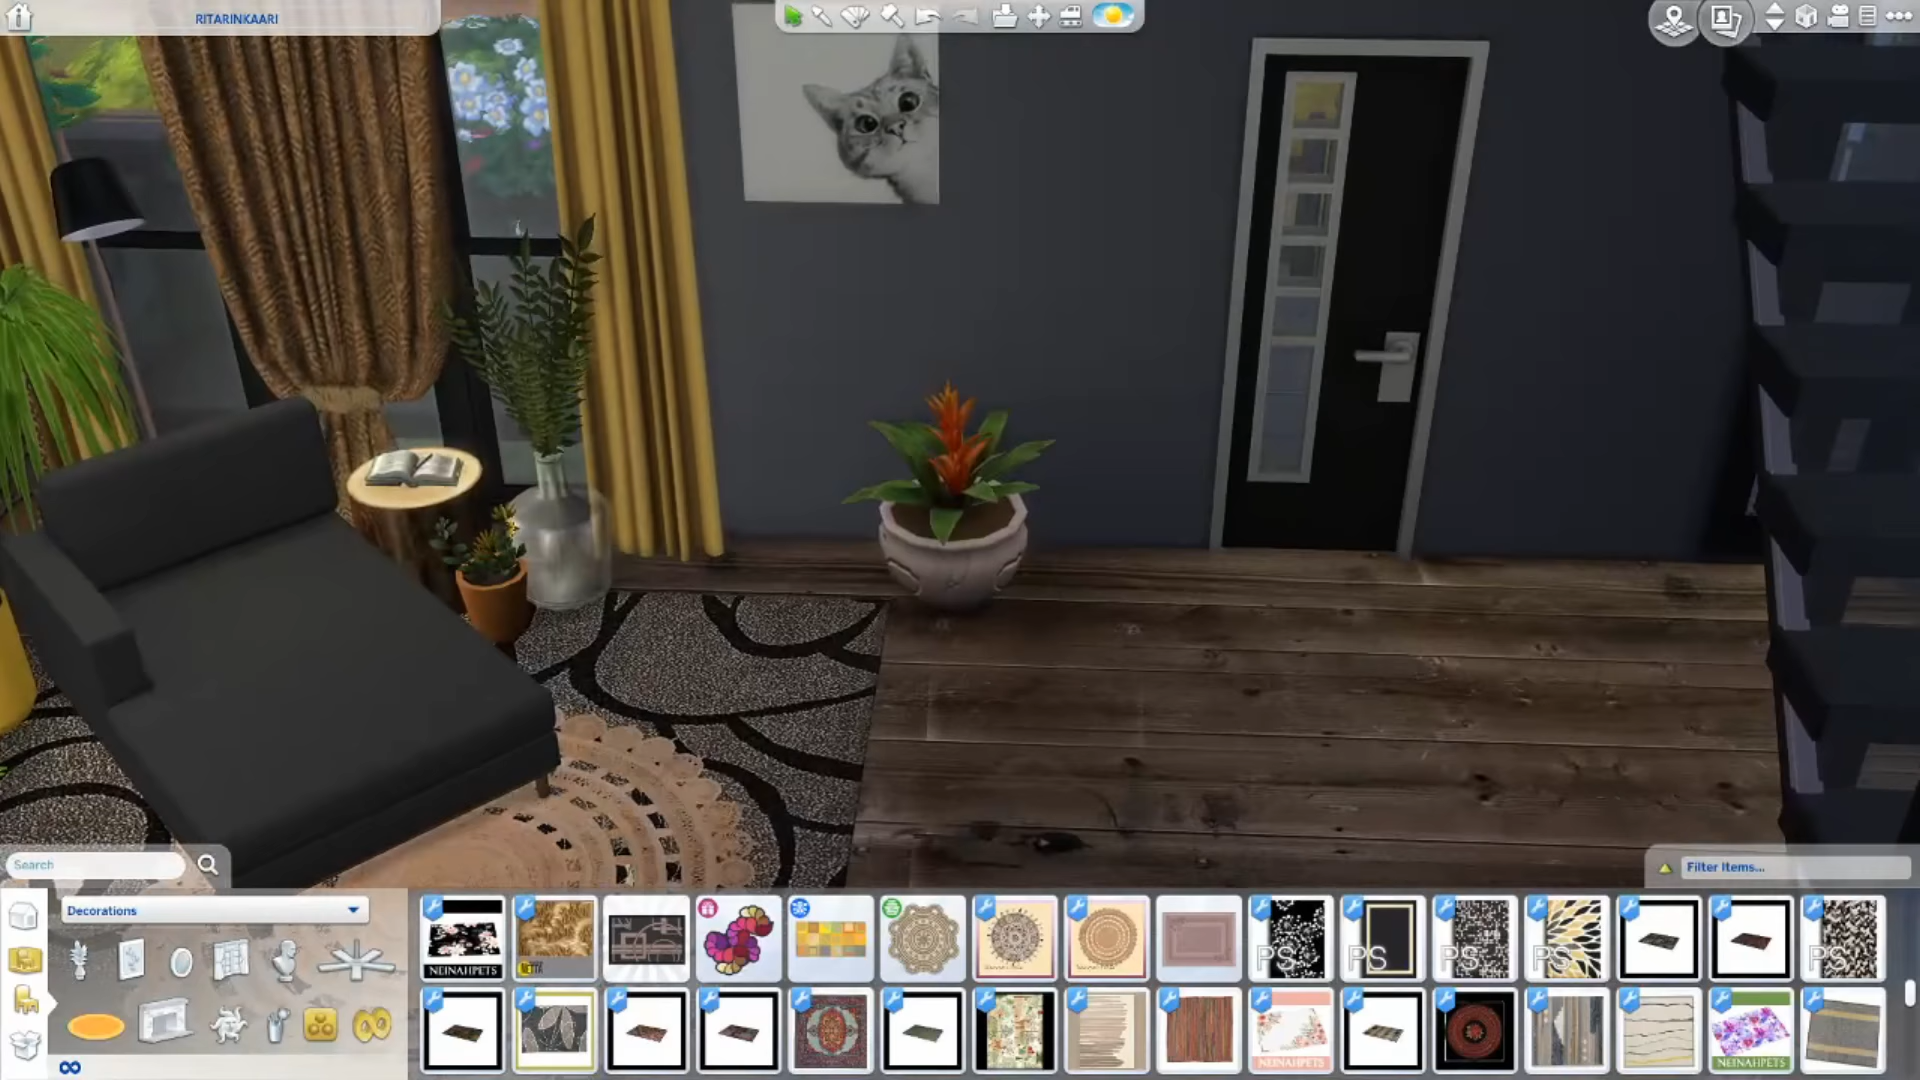 RITARINKAARI
Search
Filter Items...
Decorations
NEINAHPETS
PS
PS
PS
PS
PS
NEINAHPETS
NEINAHPETS